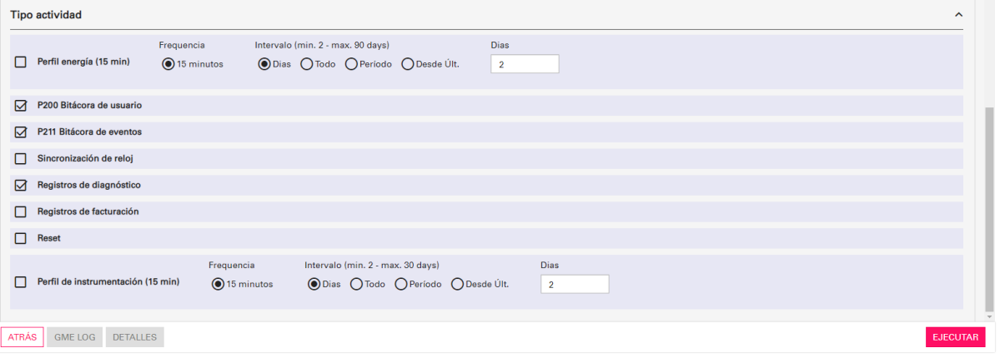 Tipo actividad
Frequencia Intervalo (min. 2 - max. 90 days) Dias
Perfil energía (15 min) 15 minutos Dias Todo Período Desde Últ. 2
P200 Bitácora de usuario
P211 Bitácora de eventos
Sincronización de reloj
Registros de diagnóstico
Registros de facturación
Reset
Frequencia Intervalo (min. 2 - max. 30 days) Dias
Perfil de instrumentación (15 min) 15 minutos Dias Todo Período Desde Últ. 2
ATRÁS GME LOG DETALLES EJECUTAR